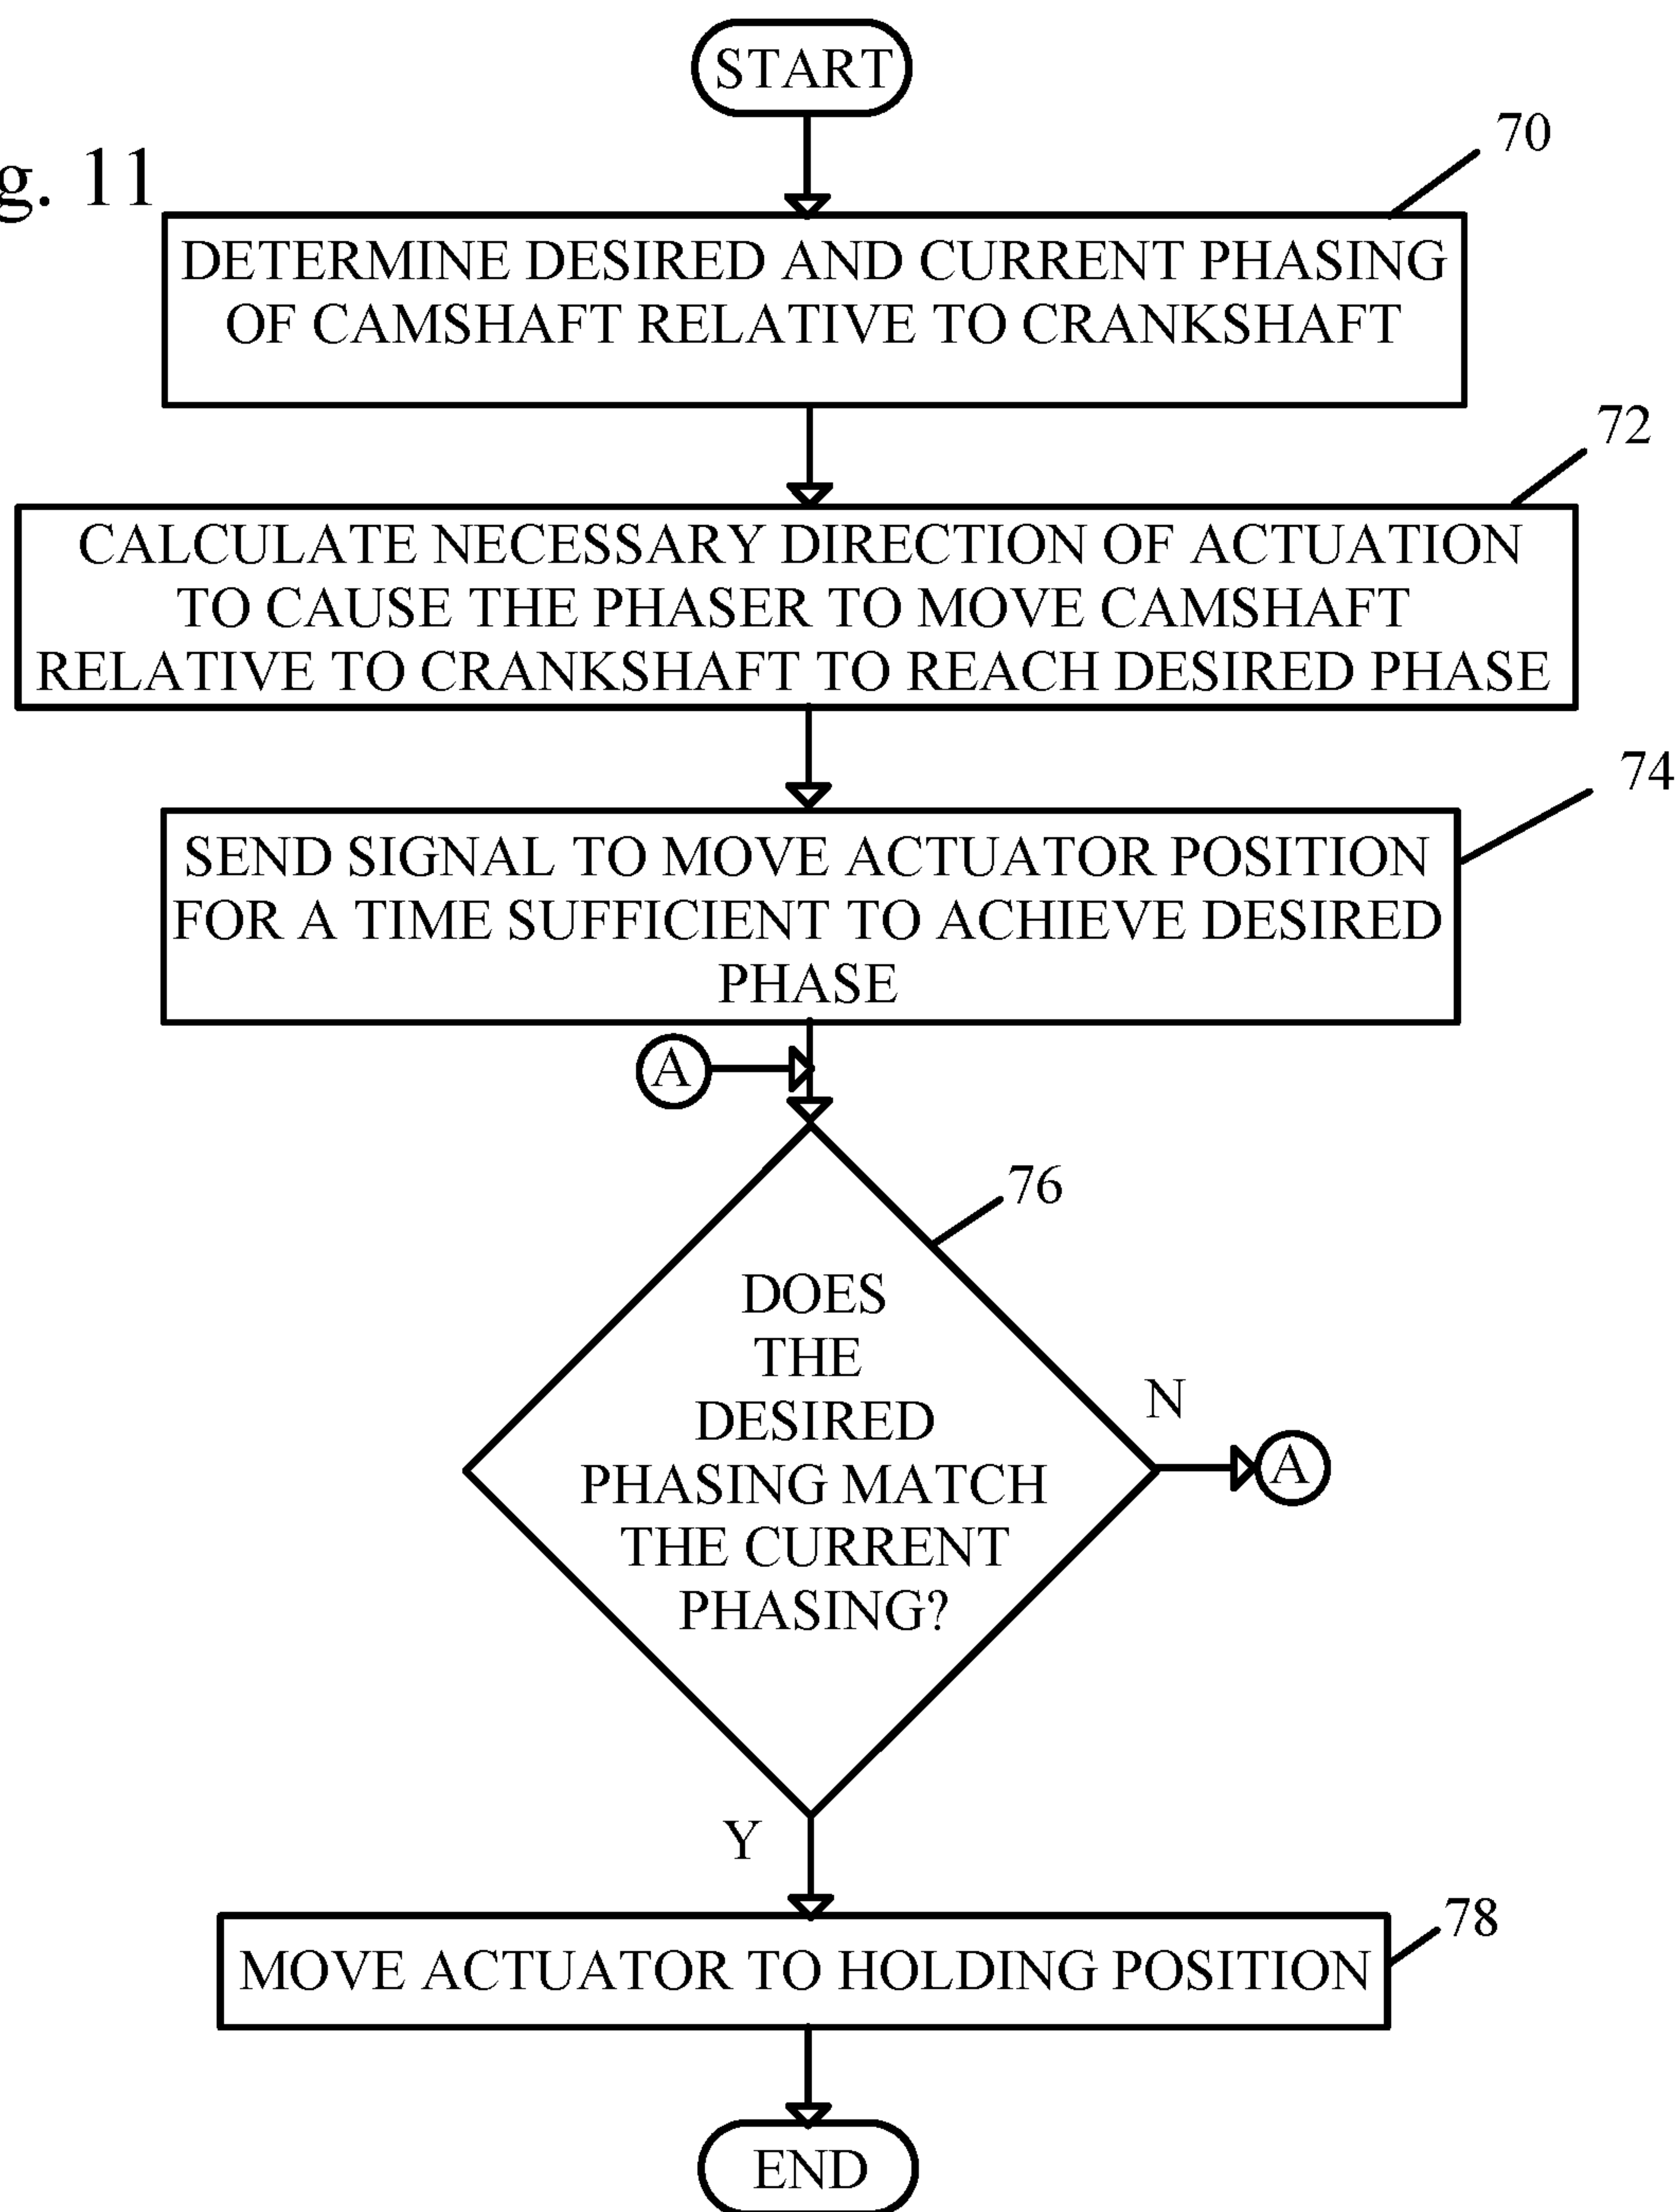 START
70
g. 11
DETERMINE DESIRED AND CURRENT PHASING
OF CAMSHAFT RELATIVE TO CRANKSHAFT
72
CALCULATE NECESSARY DIRECTION OF ACTUATION
TO CAUSE THE PHASER TO MOVE CAMSHAFT
RELATIVE TO CRANKSHAFT TO REACH DESIRED PHASE
74
SEND SIGNAL TO MOVE ACTUATOR POSITION
FOR A TIME SUFFICIENT TO ACHIEVE DESIRED
PHASE
A
76
DOES
THE
DESIRED
PHASING MATCH
THE CURRENT
PHASING?
N
A
Y
78
MOVE ACTUATOR TO HOLDING POSITION
END